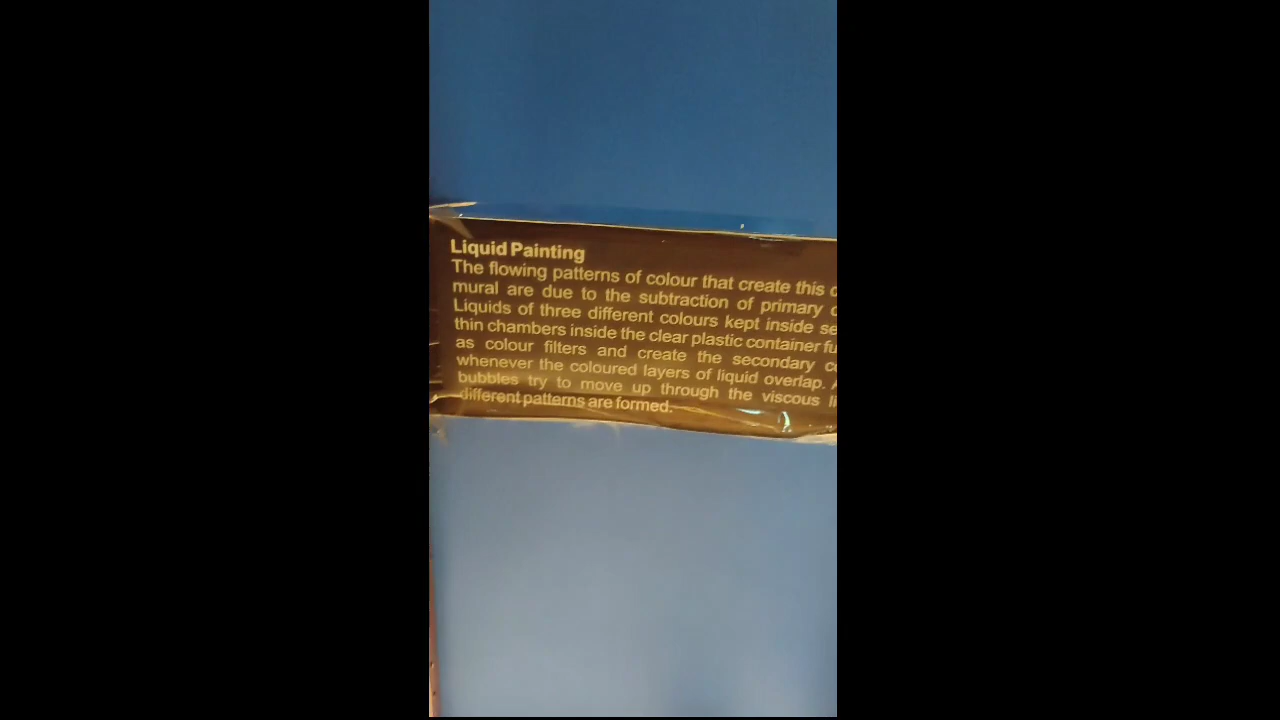 Liquid Painting
The flowing patterns of colour that create this
mural are due to the subtraction of primary
Liquids of three different colours kept inside se
thin chambers inside the clear plastic container fu
as colour filters and create the secondary c
whenever the coloured layers of liquid overlap.
bubbles try to move up through the viscous li
different patterns are formed.